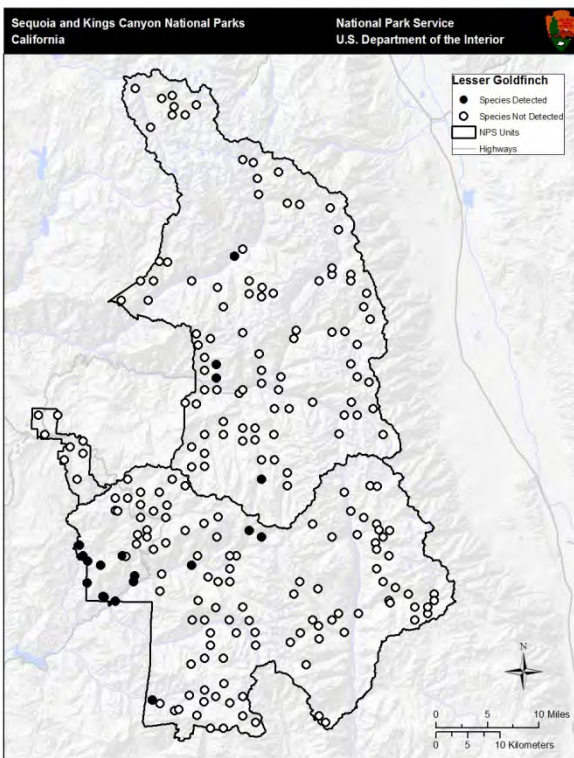 Sequoia and Kings Canyon National Parks
California
National Park Service
U.S. Department of the Interior
Lesser Goldfinch
Species Detected
Species Not Detected
NPS Units
Highways
N
0 5 10 Miles
0 5 10 Kilometers